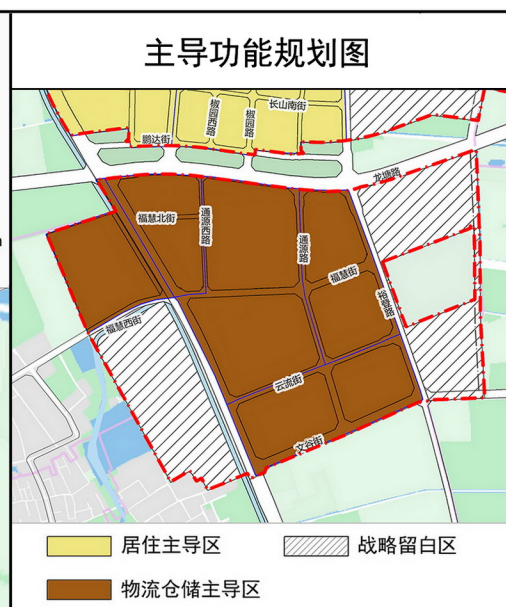 主导功能规划图
长山南街
椒园西路
椒园路
鹏达街
龙塘路
福慧北街
通源西路
通源路
福慧街
裕登路
福慧西街
云流街
文谷街
居住主导区
战略留白区
物流仓储主导区